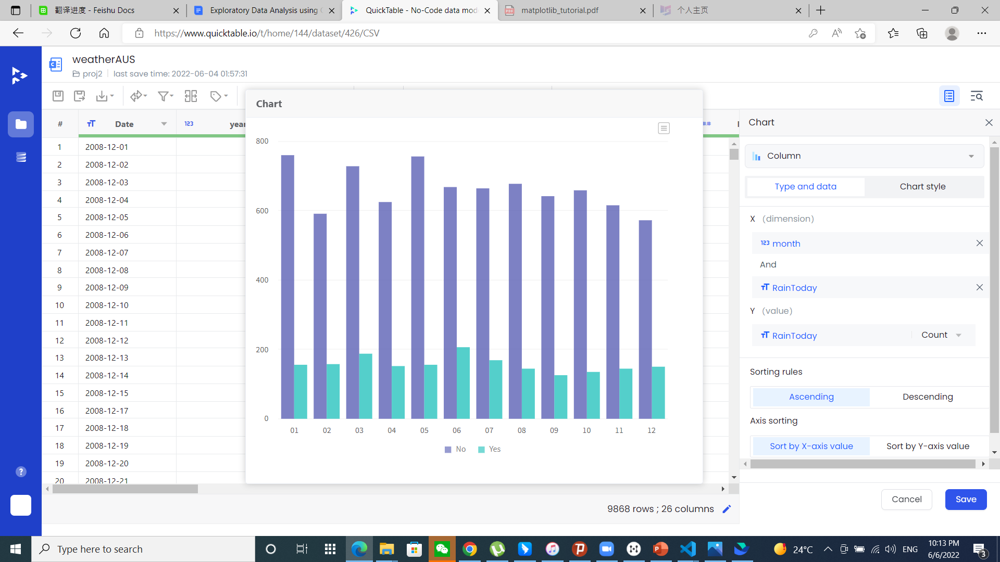 翻译进度 - Feishu Docs
Exploratory Data Analysis using
QuickTable - No-Code data mod
matplotlib_tutorial.pdf
个人主页
https://www.quicktable.io/t/home/144/dataset/426/CSV
weatherAUS
proj2
last save time: 2022-06-04 01:57:31
Chart
# Date 123 year
1 2008-12-01
2 2008-12-02
3 2008-12-03
4 2008-12-04
5 2008-12-05
6 2008-12-06
7 2008-12-07
8 2008-12-08
9 2008-12-09
10 2008-12-10
11 2008-12-11
12 2008-12-12
13 2008-12-13
14 2008-12-14
15 2008-12-15
16 2008-12-17
17 2008-12-18
18 2008-12-19
19 2008-12-20
20 2008-12-21
800
600
400
200
0
01 02 03 04 05 06 07 08 09 10 11 12
No Yes
9868 rows ; 26 columns
Chart
Column
Type and data Chart style
X (dimension)
123 month
And
TT RainToday
Y (value)
TT RainToday Count
Sorting rules
Ascending Descending
Axis sorting
Sort by X-axis value Sort by Y-axis value
Cancel Save
Type here to search
24°C
ENG
10:13 PM
6/6/2022
3